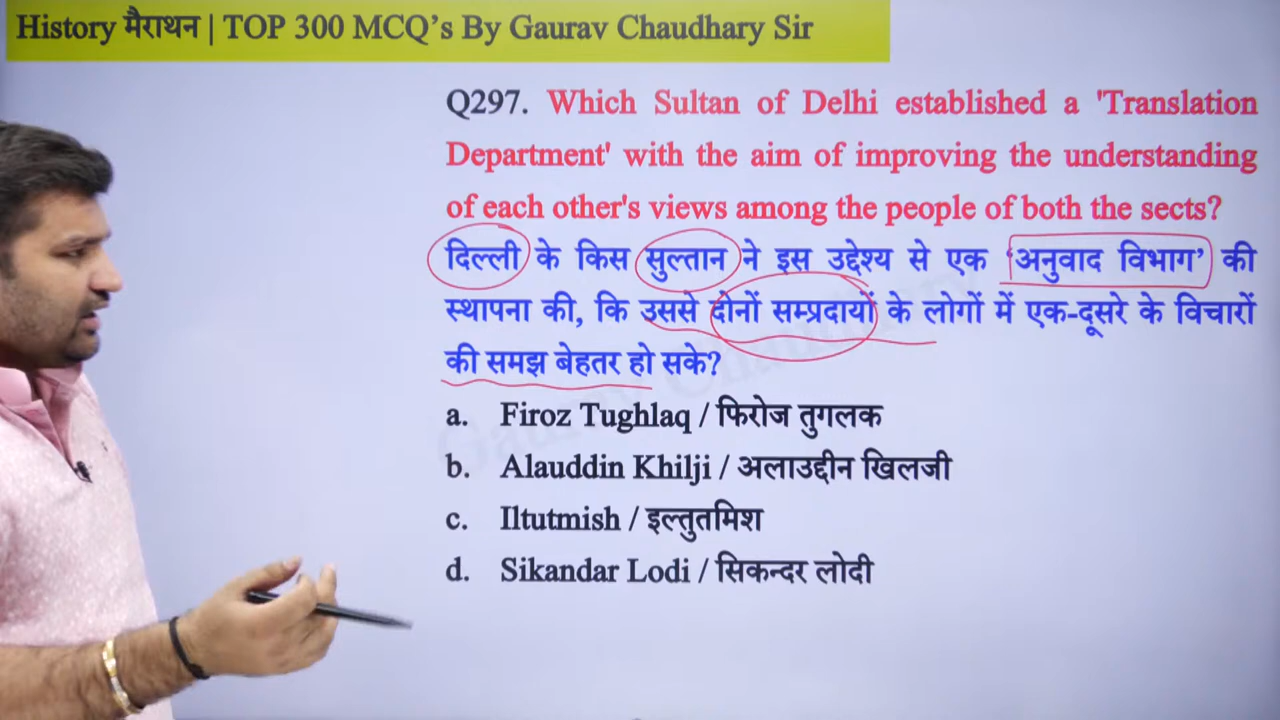 History मैराथन | TOP 300 MCQ’s By Gaurav Chaudhary Sir
Q297. Which Sultan of Delhi established a 'Translation
Department' with the aim of improving the understanding
of each other's views among the people of both the sects?
दिल्ली के किस सुल्तान ने इस उद्देश्य से एक ‘अनुवाद विभाग’ की
स्थापना की, कि उससे दोनों सम्प्रदायों के लोगों में एक-दूसरे के विचारों
की समझ बेहतर हो सके?
Gaurav Chaudhary
a. Firoz Tughlaq / फिरोज तुगलक
b. Alauddin Khilji / अलाउद्दीन खिलजी
c. Iltutmish / इल्तुतमिश
d. Sikandar Lodi / सिकन्दर लोदी